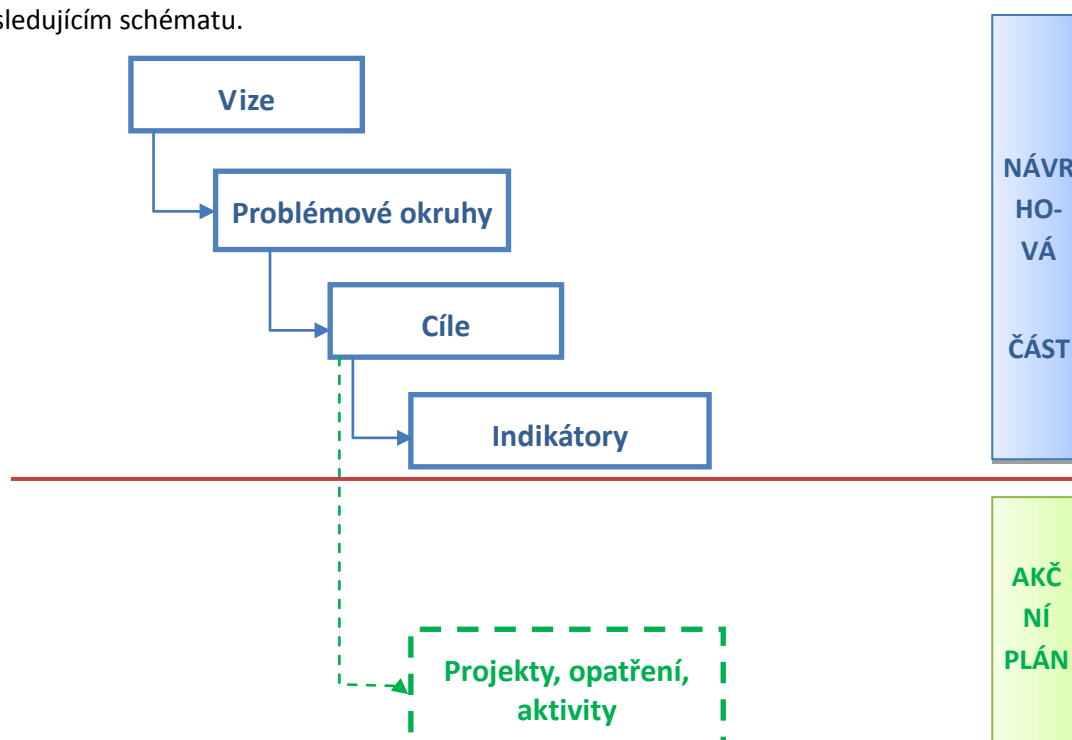 sledujícím schématu.
Vize
Problémové okruhy
Cíle
Indikátory
NÁVR
HO-
VÁ
ČÁST
Projekty, opatření,
aktivity
AKČ
NÍ
PLÁN